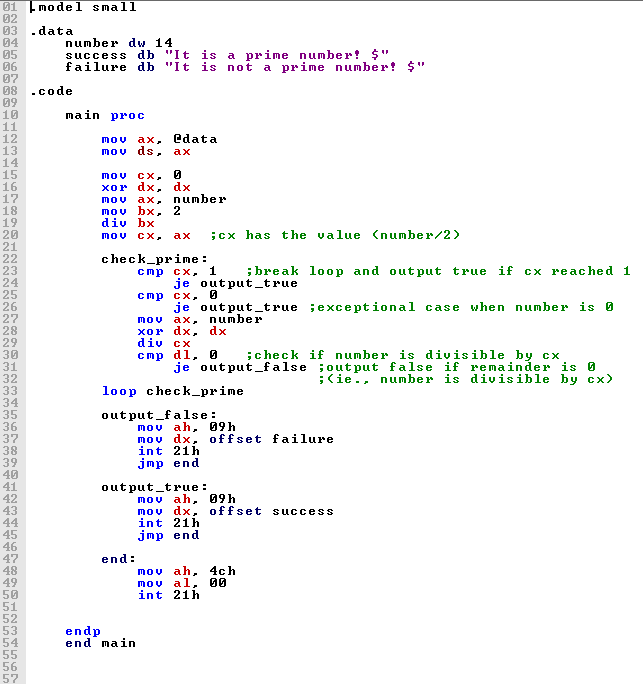 01 .model small
02
03 .data
04     number dw 14
05     success db "It is a prime number! $"
06     failure db "It is not a prime number! $"
07
08 .code
09
10     main proc
11
12         mov ax, @data
13         mov ds, ax
14
15         mov cx, 0
16         xor dx, dx
17         mov ax, number
18         mov bx, 2
19         div bx
20         mov cx, ax  ;cx has the value (number/2)
21
22         check_prime:
23             cmp cx, 1   ;break loop and output true if cx reached 1
24                 je output_true
25             cmp cx, 0
26                 je output_true ;exceptional case when number is 0
27             mov ax, number
28             xor dx, dx
29             div cx
30             cmp dl, 0   ;check if number is divisible by cx
31                 je output_false ;output false if remainder is 0
32                                 ;(ie., number is divisible by cx)
33         loop check_prime
34
35         output_false:
36             mov ah, 09h
37             mov dx, offset failure
38             int 21h
39             jmp end
40
41         output_true:
42             mov ah, 09h
43             mov dx, offset success
44             int 21h
45             jmp end
46
47         end:
48             mov ah, 4ch
49             mov al, 00
50             int 21h
51
52
53     endp
54     end main
55
56
57